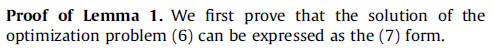 Proof of Lemma 1. We first prove that the solution of the
optimization problem (6) can be expressed as the (7) form.